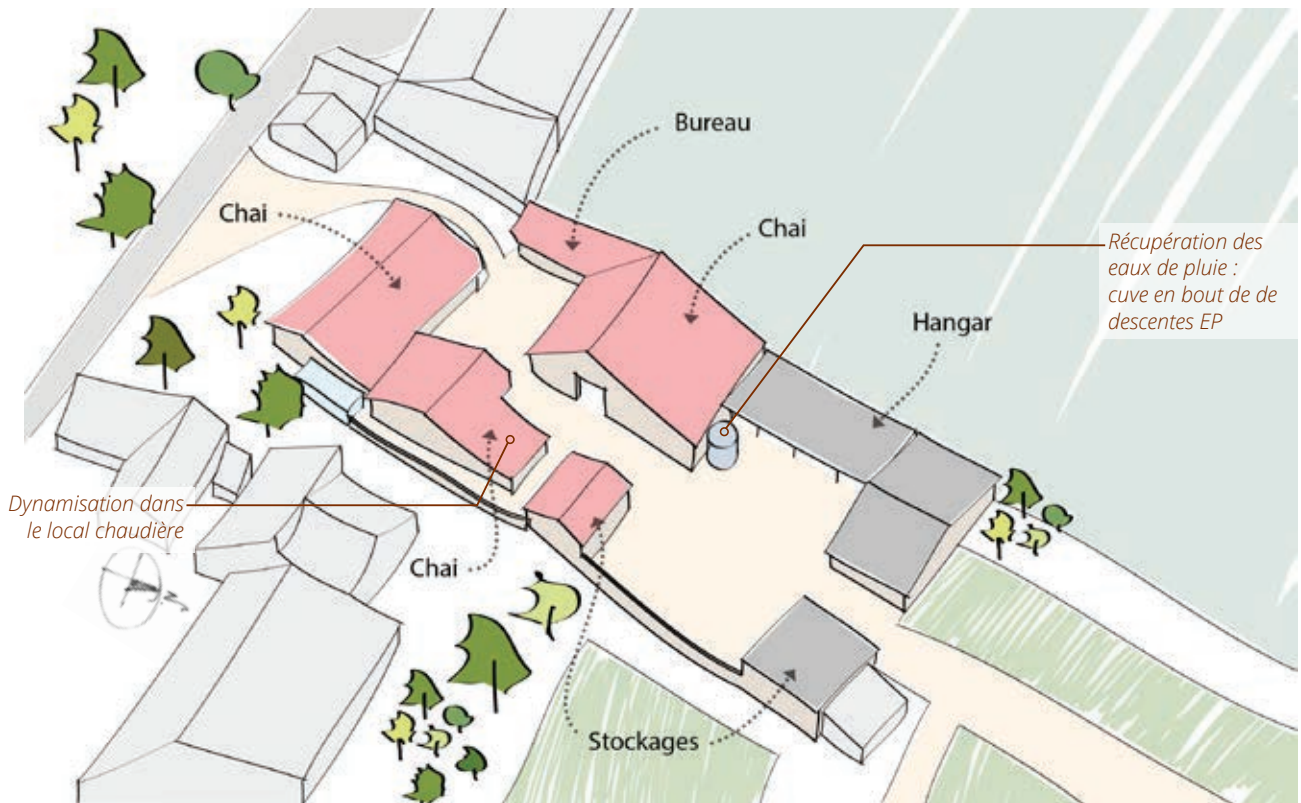 Bureau
Chai
Chai
Récupération des
eaux de pluie :
cuve en bout de de
descentes EP
Hangar
Dynamisation dans
le local chaudière
Chai
N
Stockages